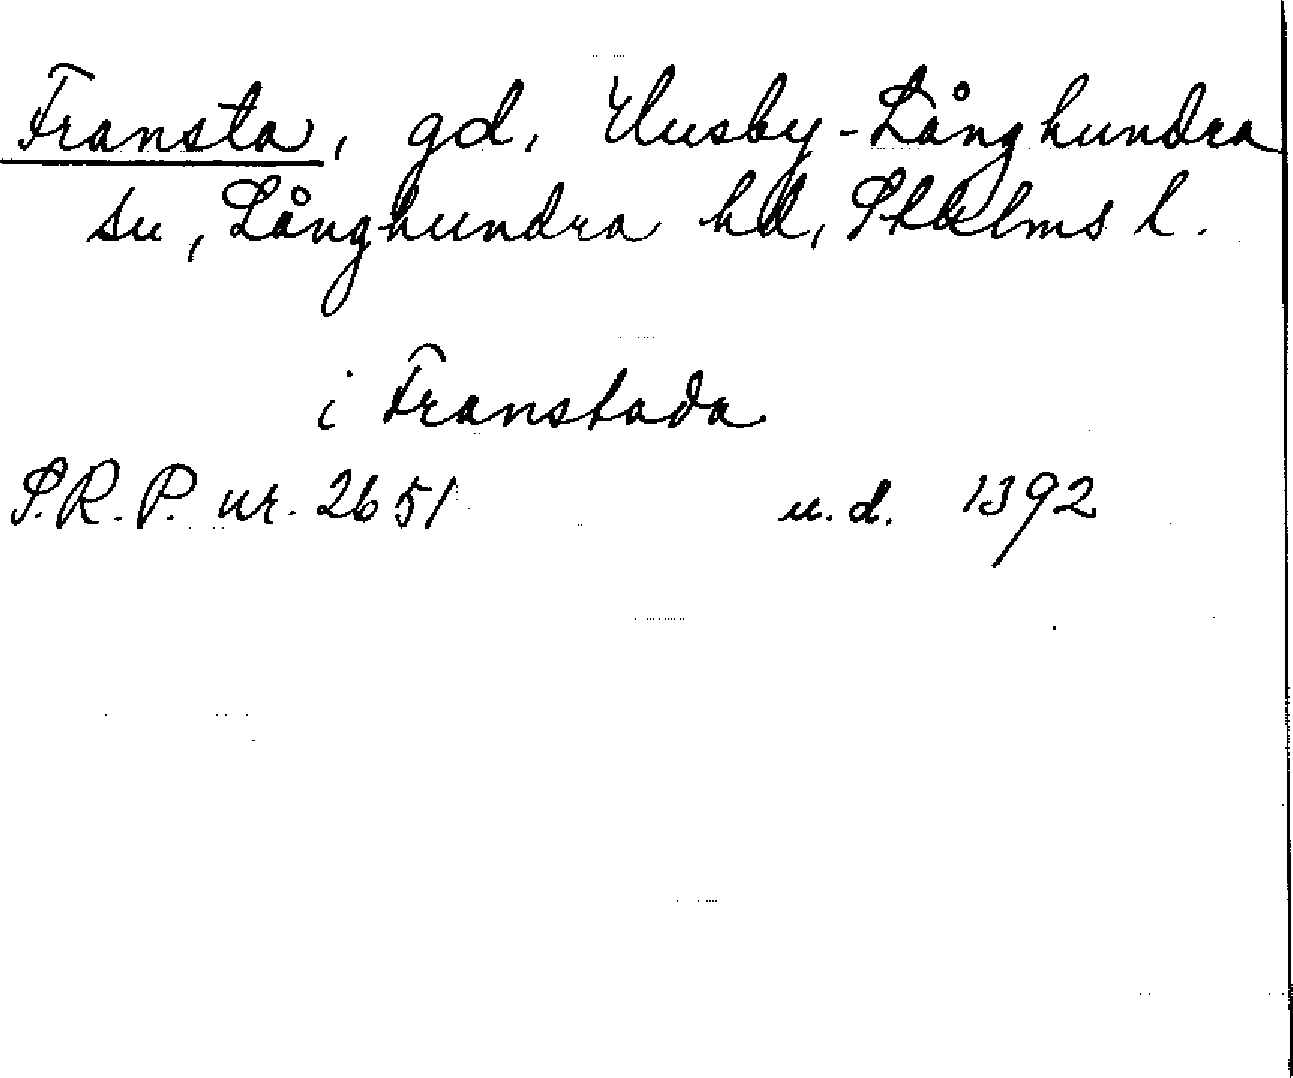 Fransta, gd, Husby-Långhundra
sn, Långhundra hd, Sthlms l.
i Franstada
S.R.P. nr. 2651 u.d. 1392